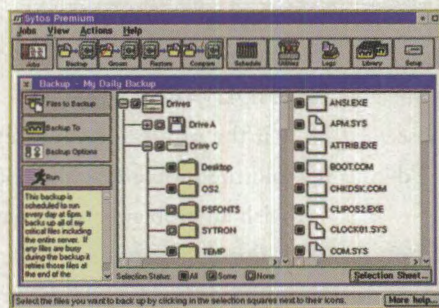 Sytos Premium
Jobs View Actions Help
Jobs Backup Groom Restore Compare Schedule Utilities Logs Library Setup
Backup - My Daily Backup
Files to Backup
Backup To
Backup Options
Run
This backup is
scheduled to run
every day at 6pm. It
backs up all of my
critical files including
the entire server. If
any files are busy
during the backup it
retries those files at
the end of the
Drives
Drive A
Drive C
Desktop
OS2
PSFONTS
SYTRON
TEMP
ANSI.EXE
APM.SYS
ATTRIB.EXE
BOOT.COM
CHKDSK.COM
CLIPOS2.EXE
CLOCK01.SYS
COM.SYS
Selection Status: All Some None
Selection Sheet...
Select the files you want to back up by clicking in the selection squares next to their icons.
More help...